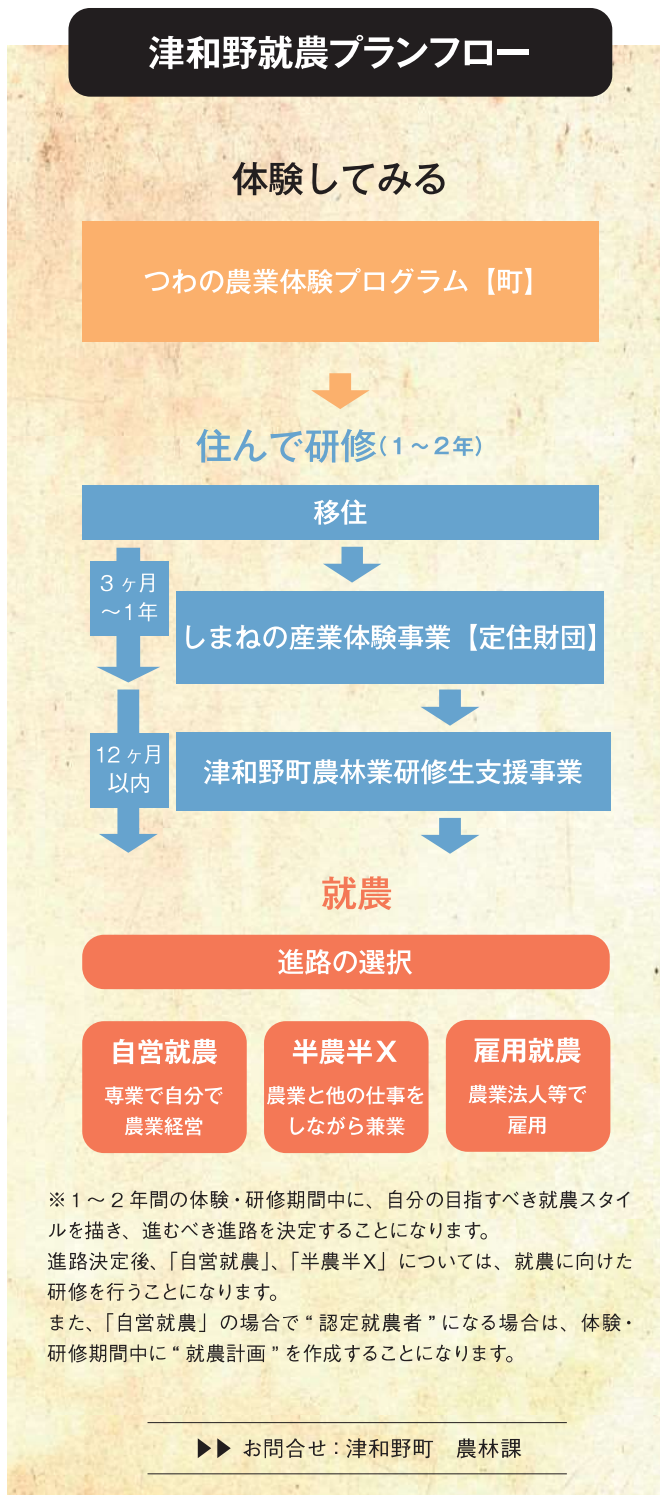 津和野就農プランフロー
体験してみる
つわの農業体験プログラム【町】
住んで研修(1～2年)
移住
3ヶ月
～1年
しまねの産業体験事業【定住財団】
12ヶ月
以内
津和野町農林業研修生支援事業
就農
進路の選択
自営就農
専業で自分で
農業経営
半農半X
農業と他の仕事を
しながら兼業
雇用就農
農業法人等で
雇用
※1～2年間の体験・研修期間中に、自分の目指すべき就農スタイ
ルを描き、進むべき進路を決定することになります。
進路決定後、「自営就農」、「半農半X」については、就農に向けた
研修を行うことになります。
また、「自営就農」の場合で“認定就農者”になる場合は、体験・
研修期間中に“就農計画”を作成することになります。
▶▶ お問合せ：津和野町　農林課